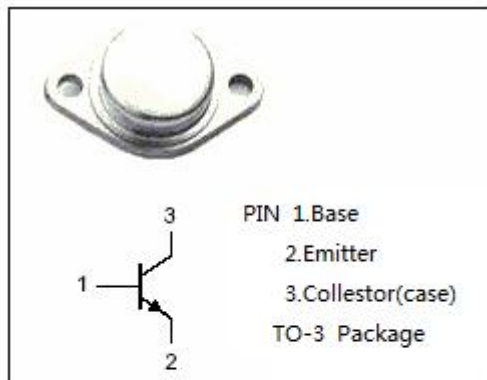 3
1
2
PIN 1.Base
2.Emitter
3.Collestor(case)
TO-3 Package